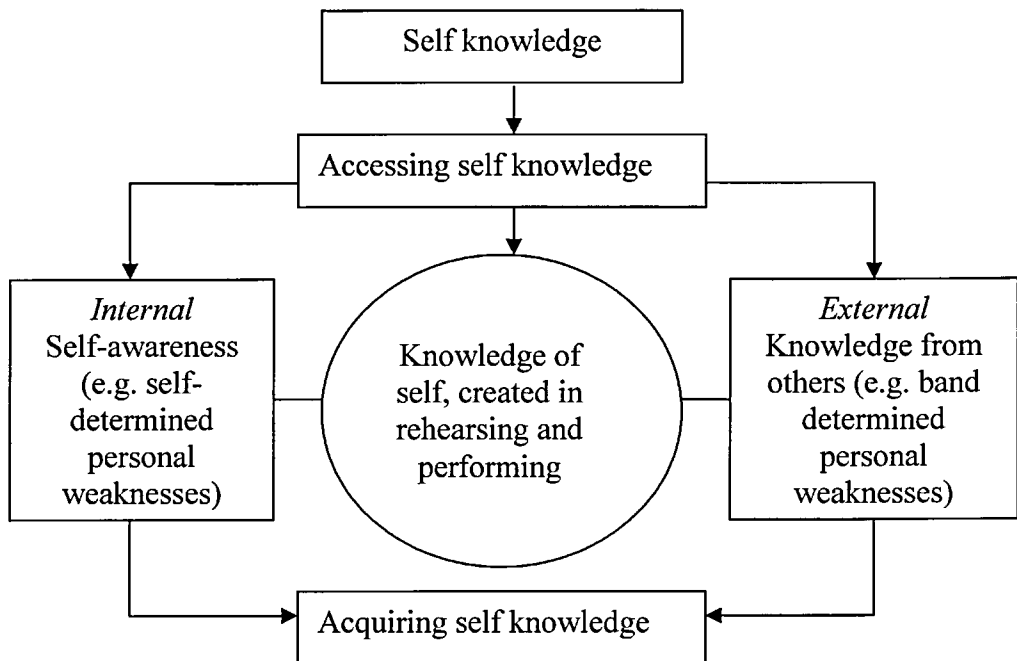 Self knowledge
Accessing self knowledge
Internal
Self-awareness
(e.g. self-
determined
personal
weaknesses)
Knowledge of
self, created in
rehearsing and
performing
External
Knowledge from
others (e.g. band
determined
personal
weaknesses)
Acquiring self knowledge